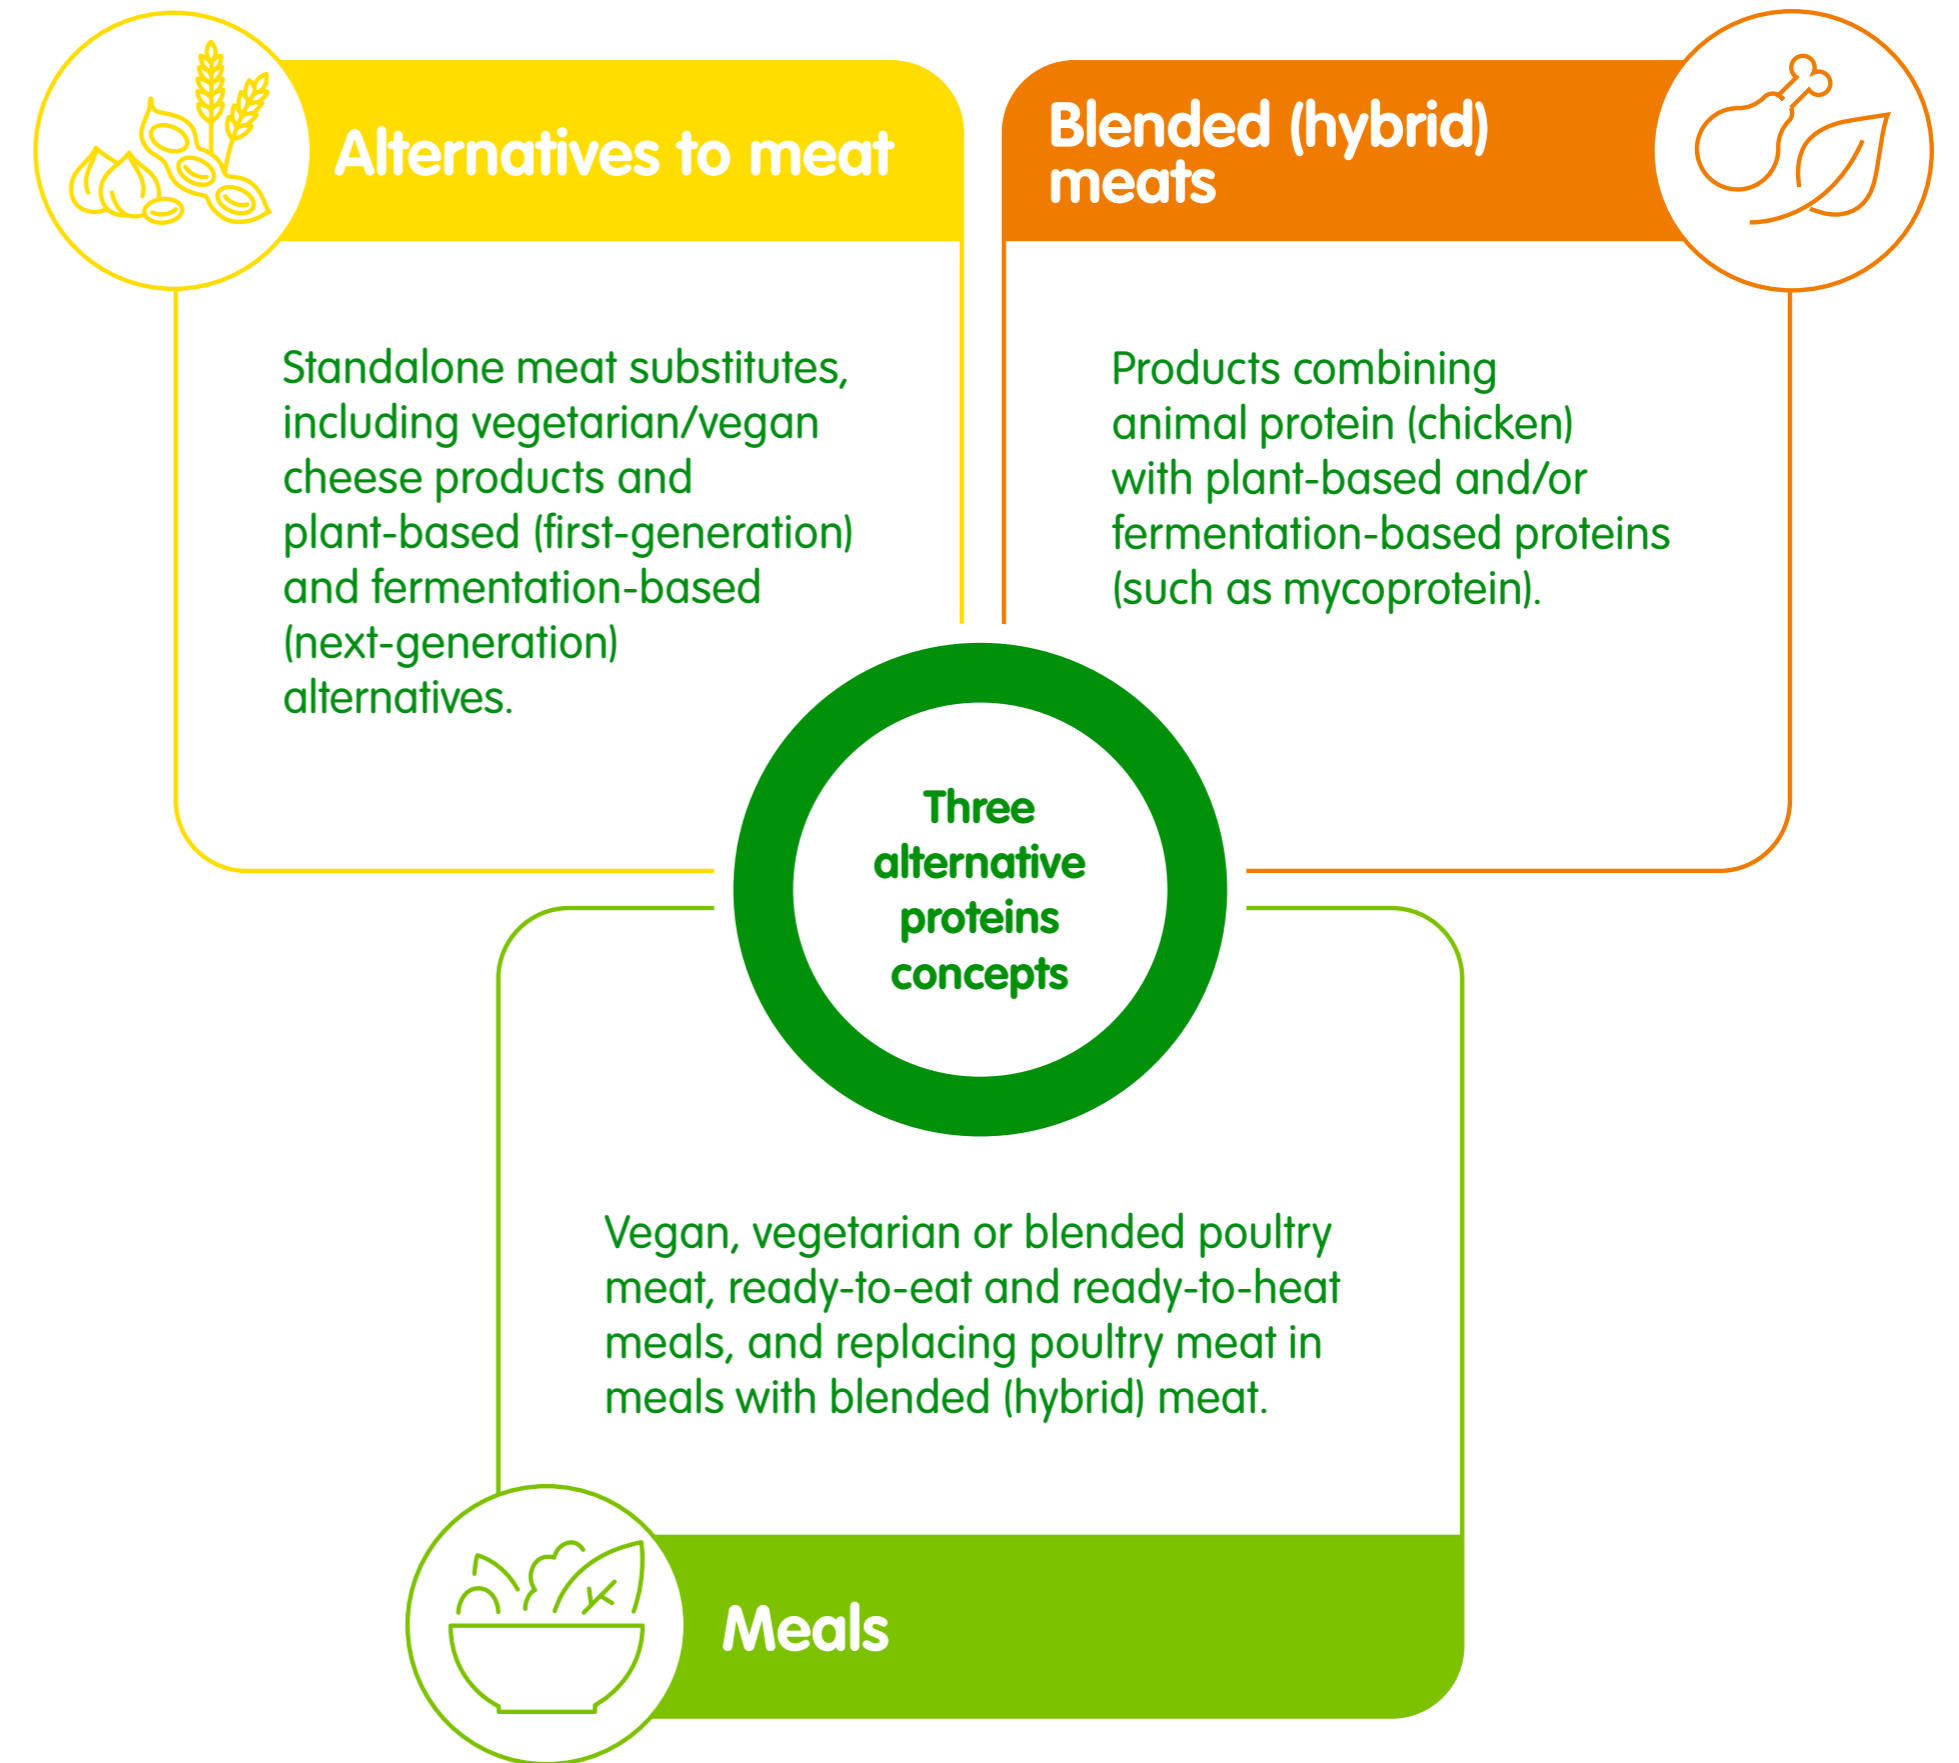 Alternatives to meat
Standalone meat substitutes,
including vegetarian/vegan
cheese products and
plant-based (first-generation)
and fermentation-based
(next-generation)
alternatives.
Blended (hybrid)
meats
Products combining
animal protein (chicken)
with plant-based and/or
fermentation-based proteins
(such as mycoprotein).
Three
alternative
proteins
concepts
Vegan, vegetarian or blended poultry
meat, ready-to-eat and ready-to-heat
meals, and replacing poultry meat in
meals with blended (hybrid) meat.
Meals